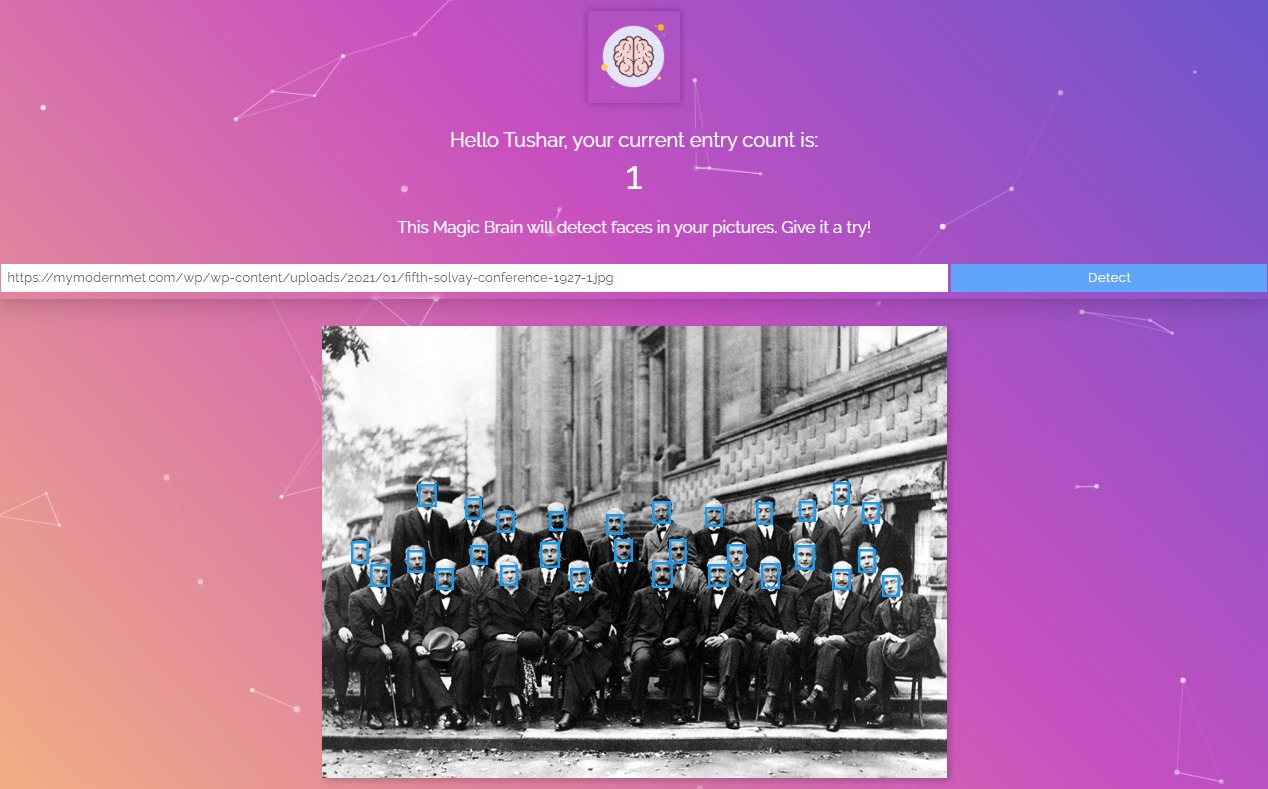 Hello Tushar, your current entry count is:
1
This Magic Brain will detect faces in your pictures. Give it a try!
https://mymodernmet.com/wp/wp-content/uploads/2021/01/fifth-solvay-conference-1927-1.jpg
Detect